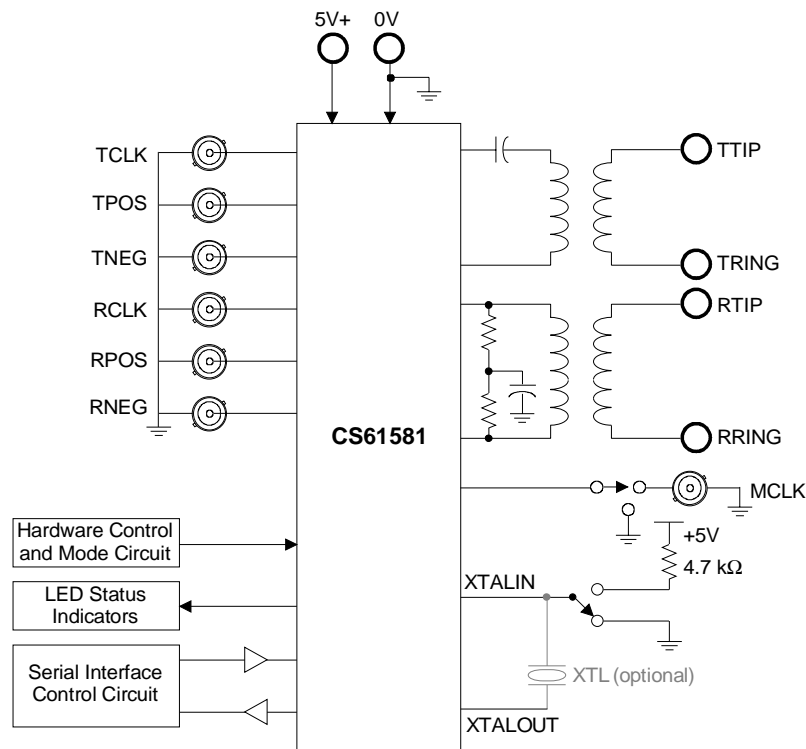 5V+ 0V
TCLK
TPOS
TNEG
RCLK
RPOS
RNEG
TTIP
TRING
RTIP
RRING
CS61581
MCLK
Hardware Control
and Mode Circuit
LED Status
Indicators
Serial Interface
Control Circuit
+5V
4.7 kΩ
XTALIN
XTL (optional)
XTALOUT